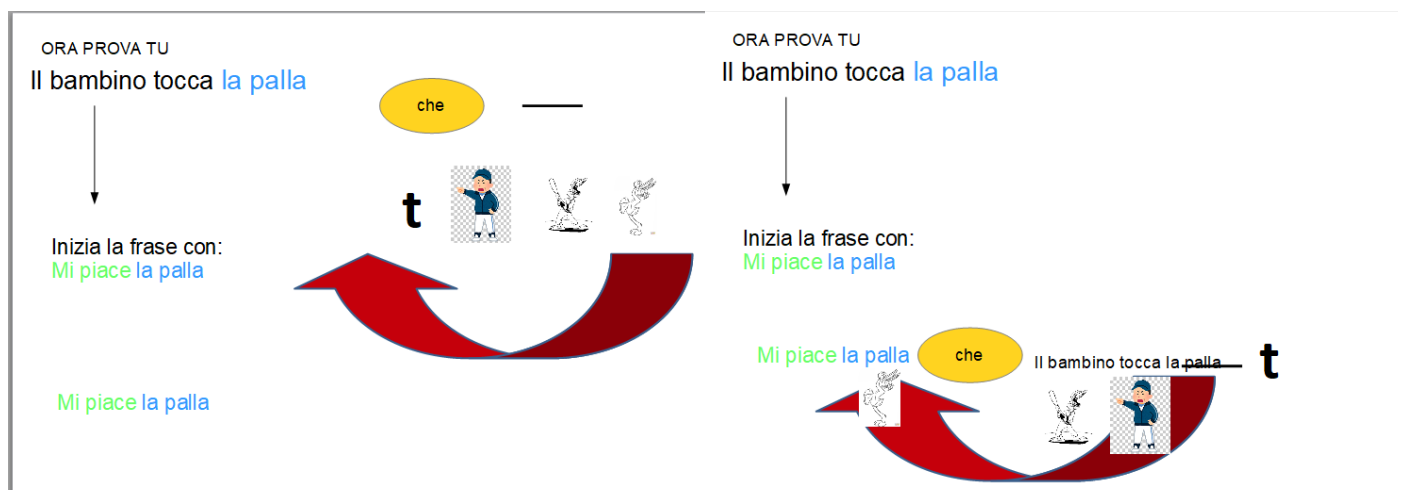 ORA PROVA TU
Il bambino tocca la palla
che
t
Inizia la frase con:
Mi piace la palla
Mi piace la palla
ORA PROVA TU
Il bambino tocca la palla
Inizia la frase con:
Mi piace la palla
Mi piace la palla che Il bambino tocca la palla t